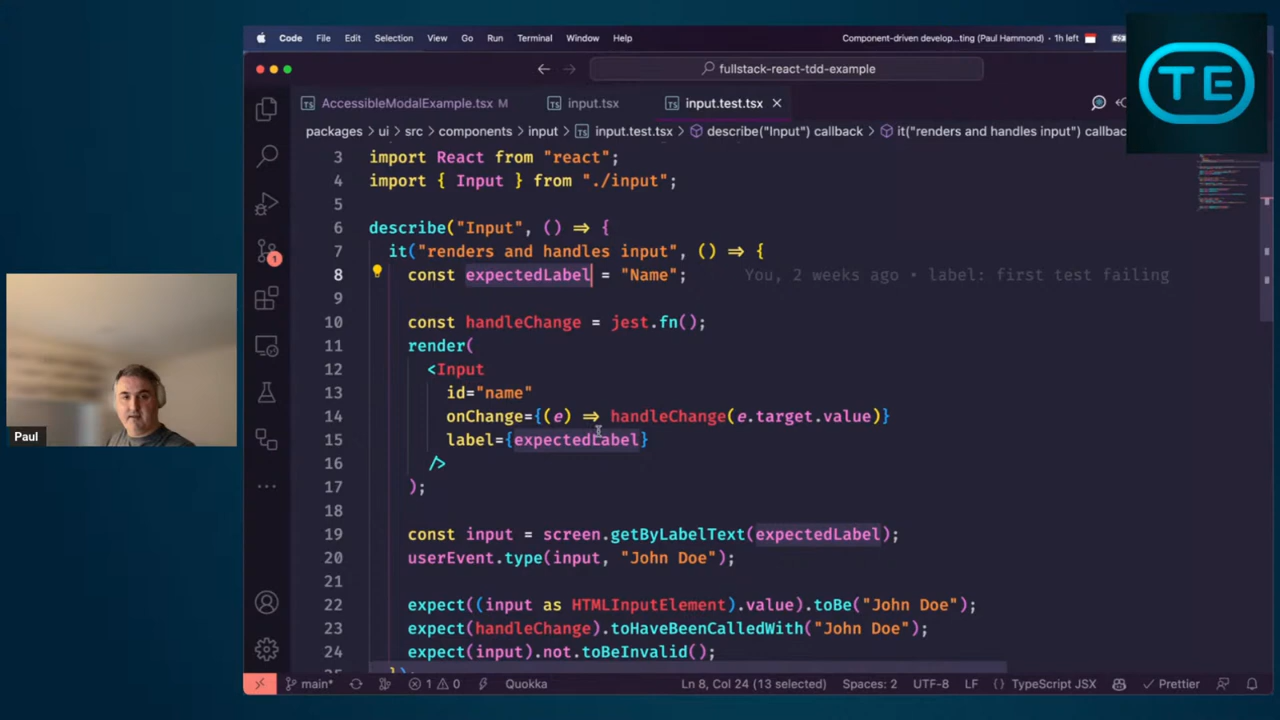 Code File Edit Selection View Go Run Terminal Window Help
Component-driven develop...ting (Paul Hammond) · 1h left
TE
fullstack-react-tdd-example
TS AccessibleModalExample.tsx M
TS input.tsx
TS input.test.tsx
packages > ui > src > components > input > TS input.test.tsx > describe("Input") callback > it("renders and handles input") callback
3 import React from "react";
4 import { Input } from "./input";
5
6 describe("Input", () => {
7 it("renders and handles input", () => {
8 const expectedLabel = "Name"; You, 2 weeks ago • label: first test failing
9
10 const handleChange = jest.fn();
11 render(
12 <Input
13 id="name"
14 onChange={(e) => handleChange(e.target.value)}
15 label={expectedLabel}
16 />
17 );
18
19 const input = screen.getByLabelText(expectedLabel);
20 userEvent.type(input, "John Doe");
21
22 expect((input as HTMLInputElement).value).toBe("John Doe");
23 expect(handleChange).toHaveBeenCalledWith("John Doe");
24 expect(input).not.toBeInvalid();
1
Paul
main* 1 0 Quokka Ln 8, Col 24 (13 selected) Spaces: 2 UTF-8 LF TypeScript JSX Prettier